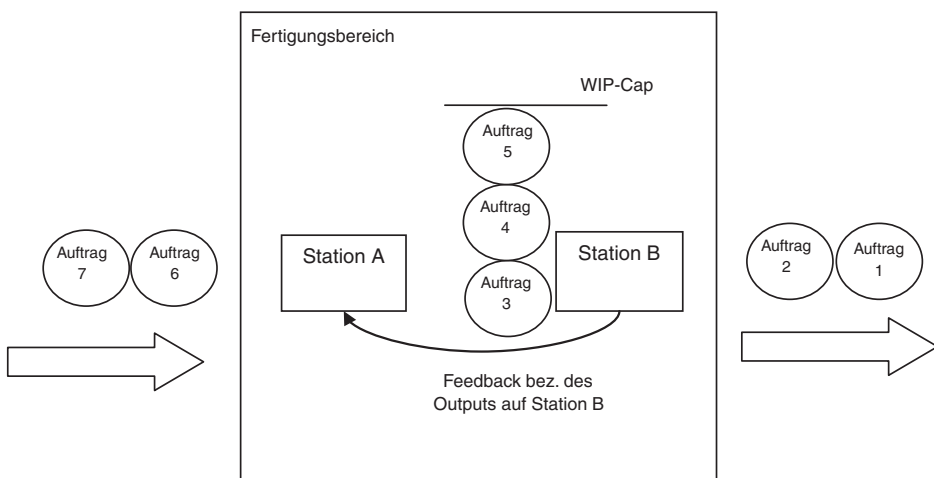 Fertigungsbereich
WIP-Cap
Auftrag
5
Auftrag
4
Auftrag
3
Station A
Station B
Auftrag
7
Auftrag
6
Auftrag
2
Auftrag
1
Feedback bez. des
Outputs auf Station B